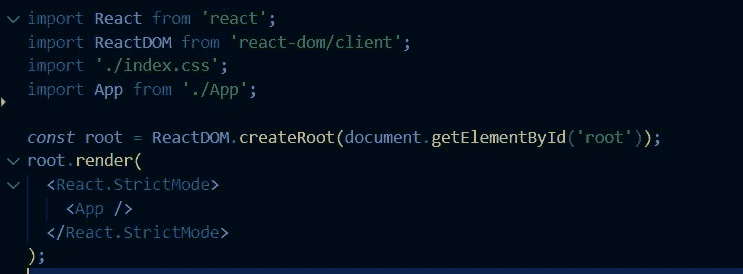 import React from 'react';
import ReactDOM from 'react-dom/client';
import './index.css';
import App from './App';
const root = ReactDOM.createRoot(document.getElementById('root'));
root.render(
<React.StrictMode>
<App />
</React.StrictMode>
);